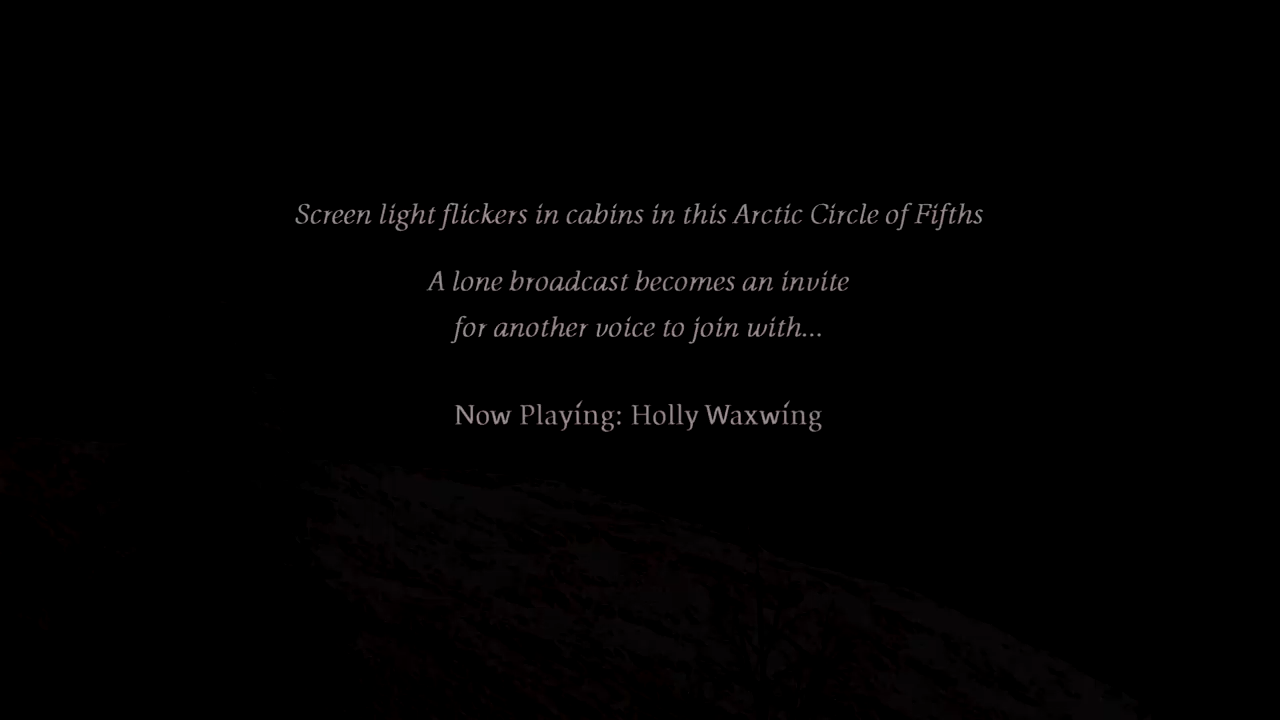 Screen light flickers in cabins in this Arctic Circle of Fifths
A lone broadcast becomes an invite
for another voice to join with...
Now Playing: Holly Waxwing